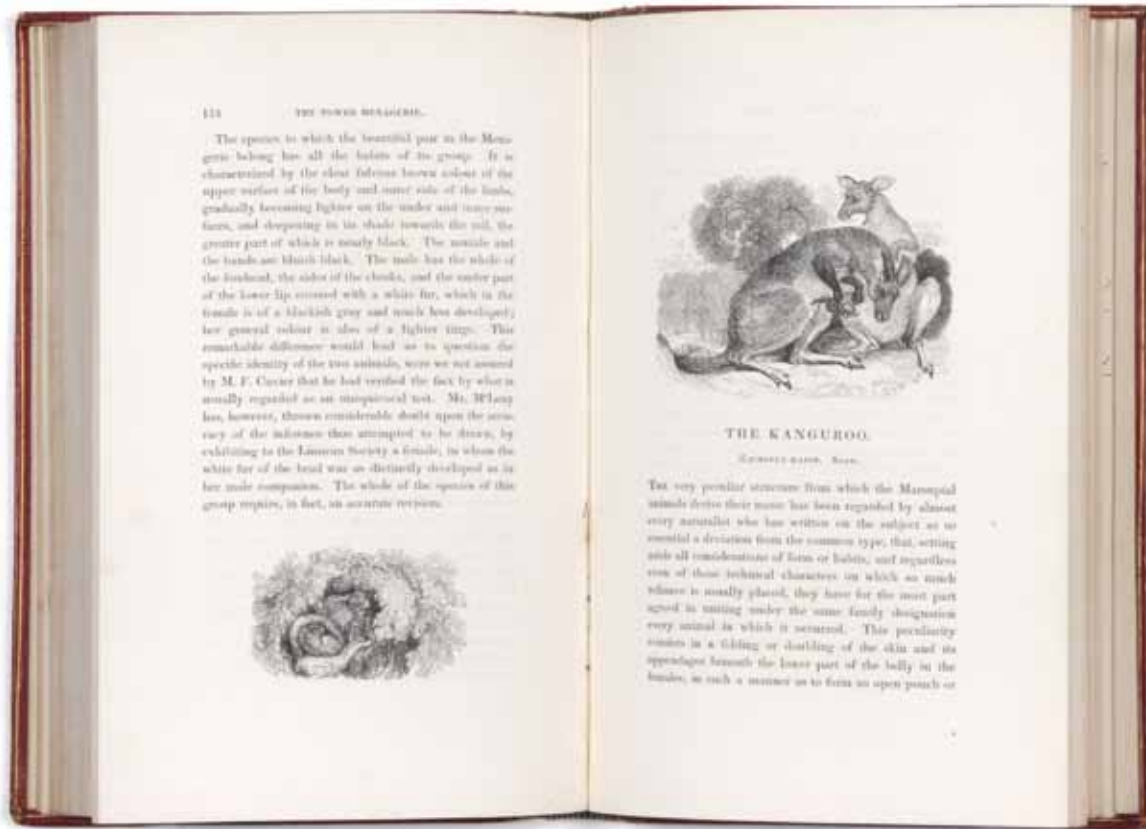 THE TOWER MENAGERIE.
The species to which the beautiful pair in the Mena-
gerie belong has all the habits of its group. It is
characterized by the clear fulvous brown colour of the
upper surface of the body and outer side of the limbs,
gradually becoming lighter on the under and inner sur-
faces, and deepening in its shade towards the tail, the
greater part of which is nearly black. The muzzle and
the hands are bluish black. The male has the whole of
the forehead, the sides of the cheeks, and the under part
of the lower lip covered with a white fur, which in the
female is of a blackish gray and much less developed;
her general colour is also of a lighter tinge. This
remarkable difference would lead us to question the
specific identity of the two animals, were we not assured
by M. F. Cuvier that he had verified the fact by what is
usually regarded as an unequivocal test. Mr. M'Leay
has, however, thrown considerable doubt upon the accu-
racy of the inference thus attempted to be drawn, by
exhibiting to the Linnean Society a female, in whom the
white fur of the head was as distinctly developed as in
her male companion. The whole of the species of this
group require, in fact, an accurate revision.
THE KANGUROO.
THE very peculiar structure from which the Marsupial
animals derive their name has been regarded by almost
every naturalist who has written on the subject as so
essential a deviation from the common type, that, setting
aside all considerations of form or habits, and regardless
even of those technical characters on which so much
reliance is usually placed, they have for the most part
agreed in uniting under the same family designation
every animal in which it occurred. This peculiarity
consists in a folding or doubling of the skin and its
appendages beneath the lower part of the belly in the
females, in such a manner as to form an open pouch or